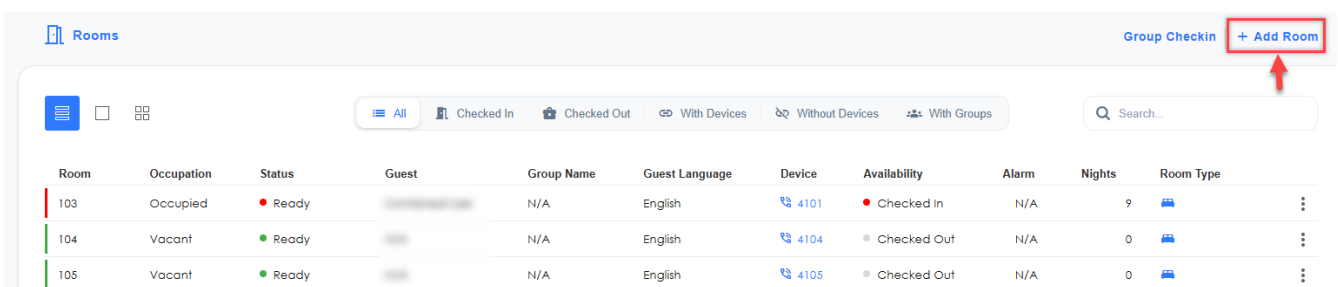 Rooms
Group Checkin + Add Room
All Checked In Checked Out With Devices Without Devices With Groups Search...
Room Occupation Status Guest Group Name Guest Language Device Availability Alarm Nights Room Type
103 Occupied Ready N/A English 4101 Checked In N/A 9
104 Vacant Ready N/A English 4104 Checked Out N/A 0
105 Vacant Ready N/A English 4105 Checked Out N/A 0